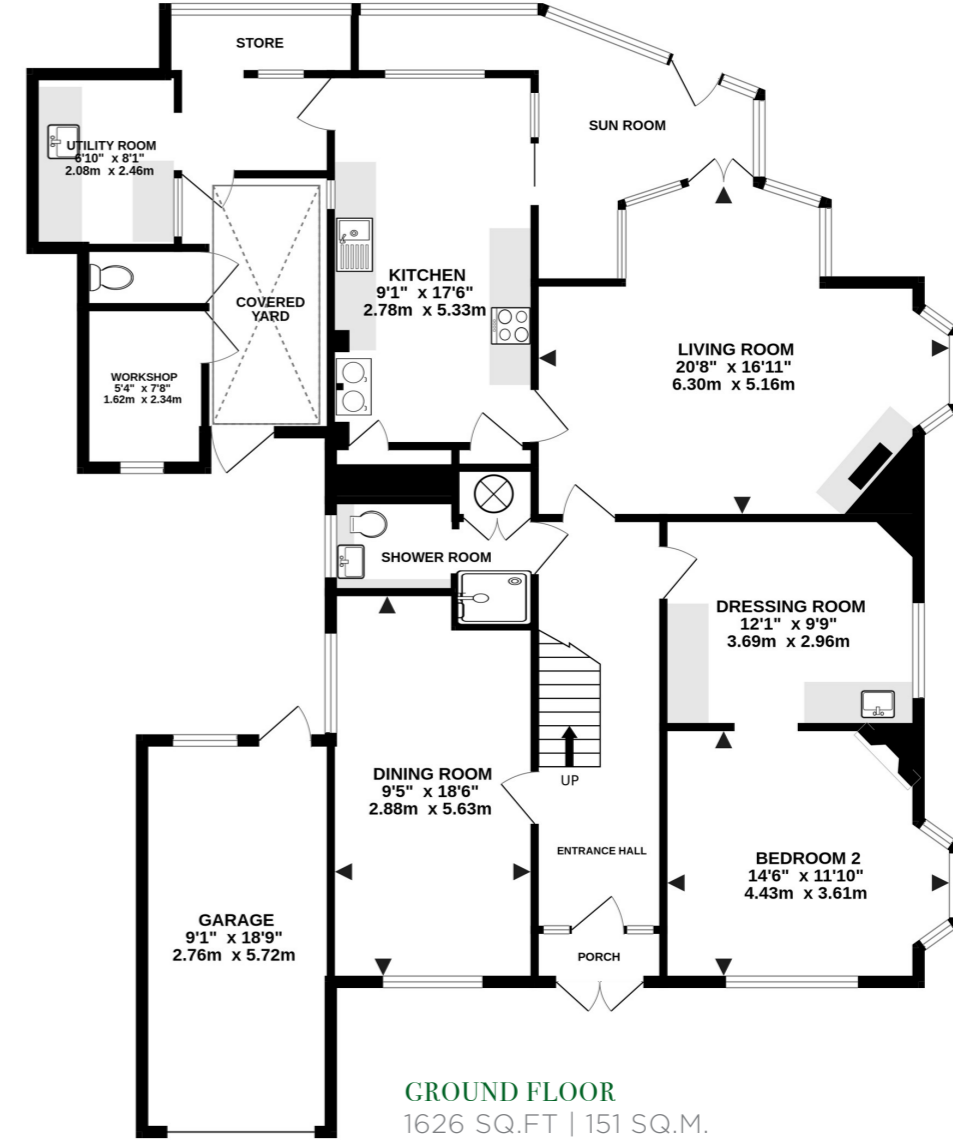 STORE
SUN ROOM
UTILITY ROOM
6'10" x 8'1"
2.08m x 2.46m
KITCHEN
9'1" x 17'6"
2.78m x 5.33m
COVERED
YARD
LIVING ROOM
20'8" x 16'11"
6.30m x 5.16m
WORKSHOP
5'4" x 7'8"
1.62m x 2.34m
SHOWER ROOM
DRESSING ROOM
12'1" x 9'9"
3.69m x 2.96m
DINING ROOM
9'5" x 18'6"
2.88m x 5.63m
UP
ENTRANCE HALL
BEDROOM 2
14'6" x 11'10"
4.43m x 3.61m
GARAGE
9'1" x 18'9"
2.76m x 5.72m
PORCH
GROUND FLOOR
1626 SQ.FT | 151 SQ.M.